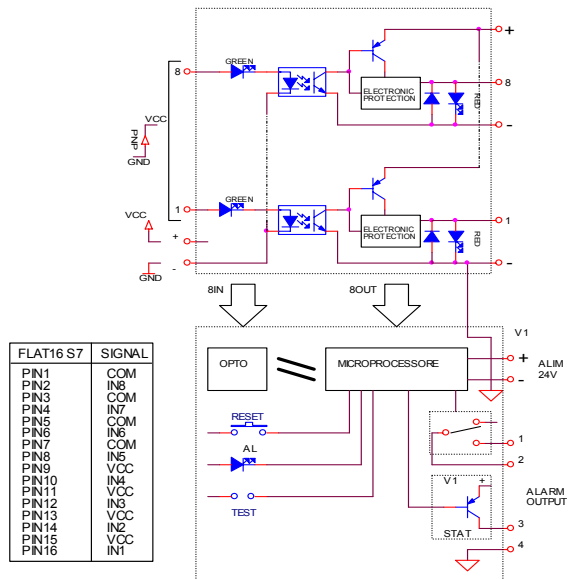 +
GREEN
8
ELECTRONIC
PROTECTION
RED
8
-
VCC
PNP
GND
GREEN
1
ELECTRONIC
PROTECTION
RED
1
VCC
+
-
-
GND
8IN
8OUT
V1
FLAT16 S7 SIGNAL
PIN1 COM
PIN2 IN8
PIN3 COM
PIN4 IN7
PIN5 COM
PIN6 IN6
PIN7 COM
PIN8 IN5
PIN9 VCC
PIN10 IN4
PIN11 VCC
PIN12 IN3
PIN13 VCC
PIN14 IN2
PIN15 VCC
PIN16 IN1
OPTO
MICROPROCESSORE
+
-
ALIM
24V
RESET
AL
TEST
1
2
V1 +
STAT
ALARM
OUTPUT
3
4